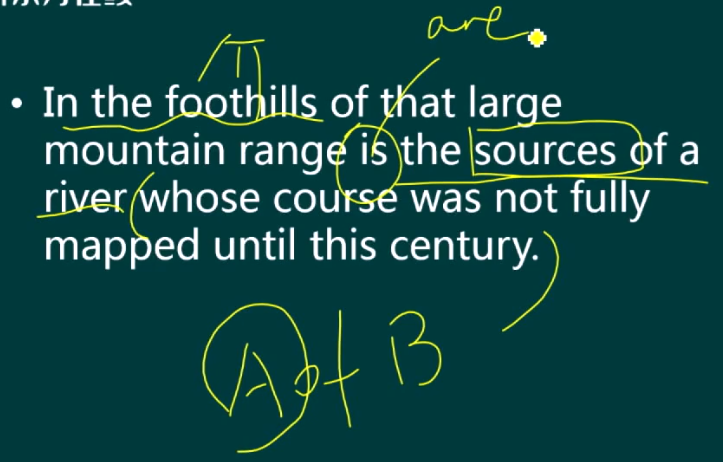 are
• In the foothills of that large
mountain range is the sources of a
river whose course was not fully
mapped until this century.
A of B